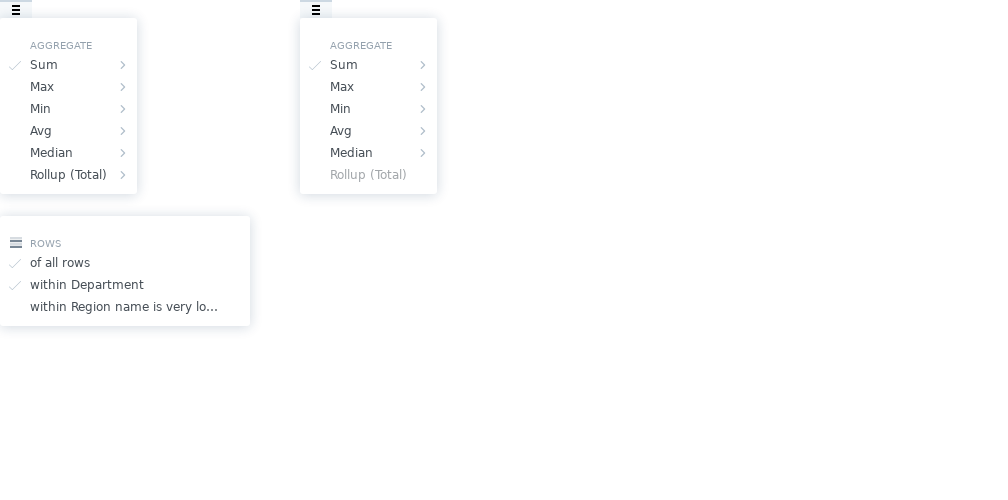 AGGREGATE
Sum
Max
Min
Avg
Median
Rollup (Total)
ROWS
of all rows
within Department
within Region name is very lo...
AGGREGATE
Sum
Max
Min
Avg
Median
Rollup (Total)